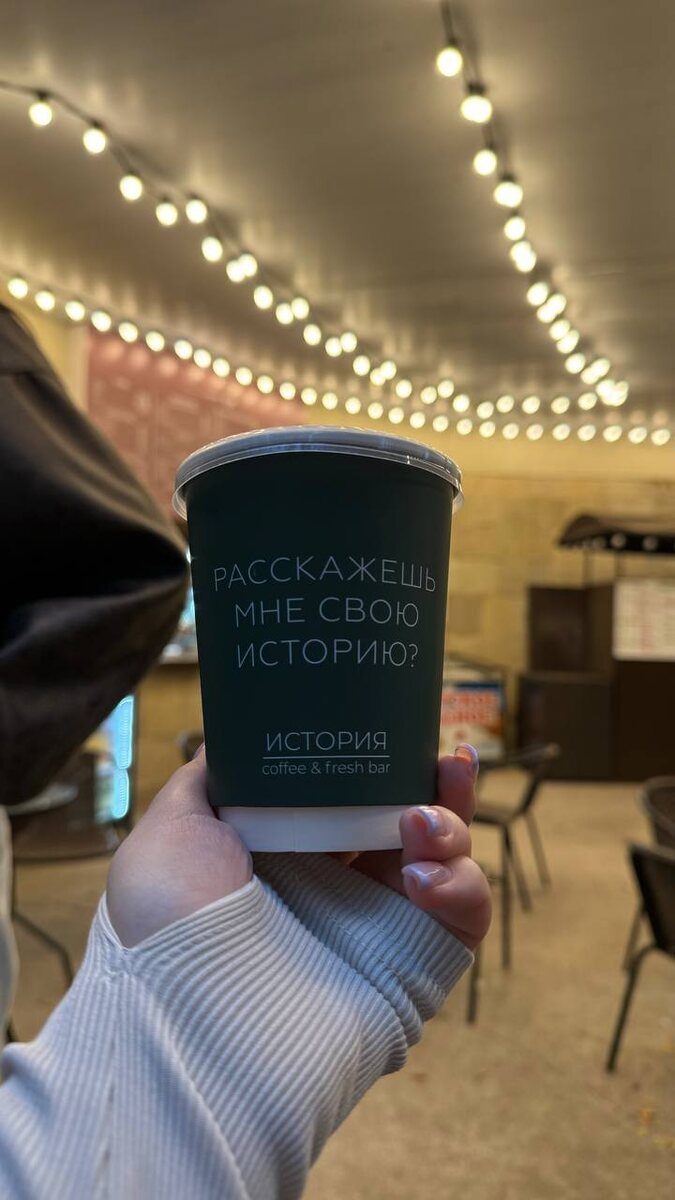 РАССКАЖЕШЬ
МНЕ СВОЮ
ИСТОРИЮ?
ИСТОРИЯ
coffee & fresh bar